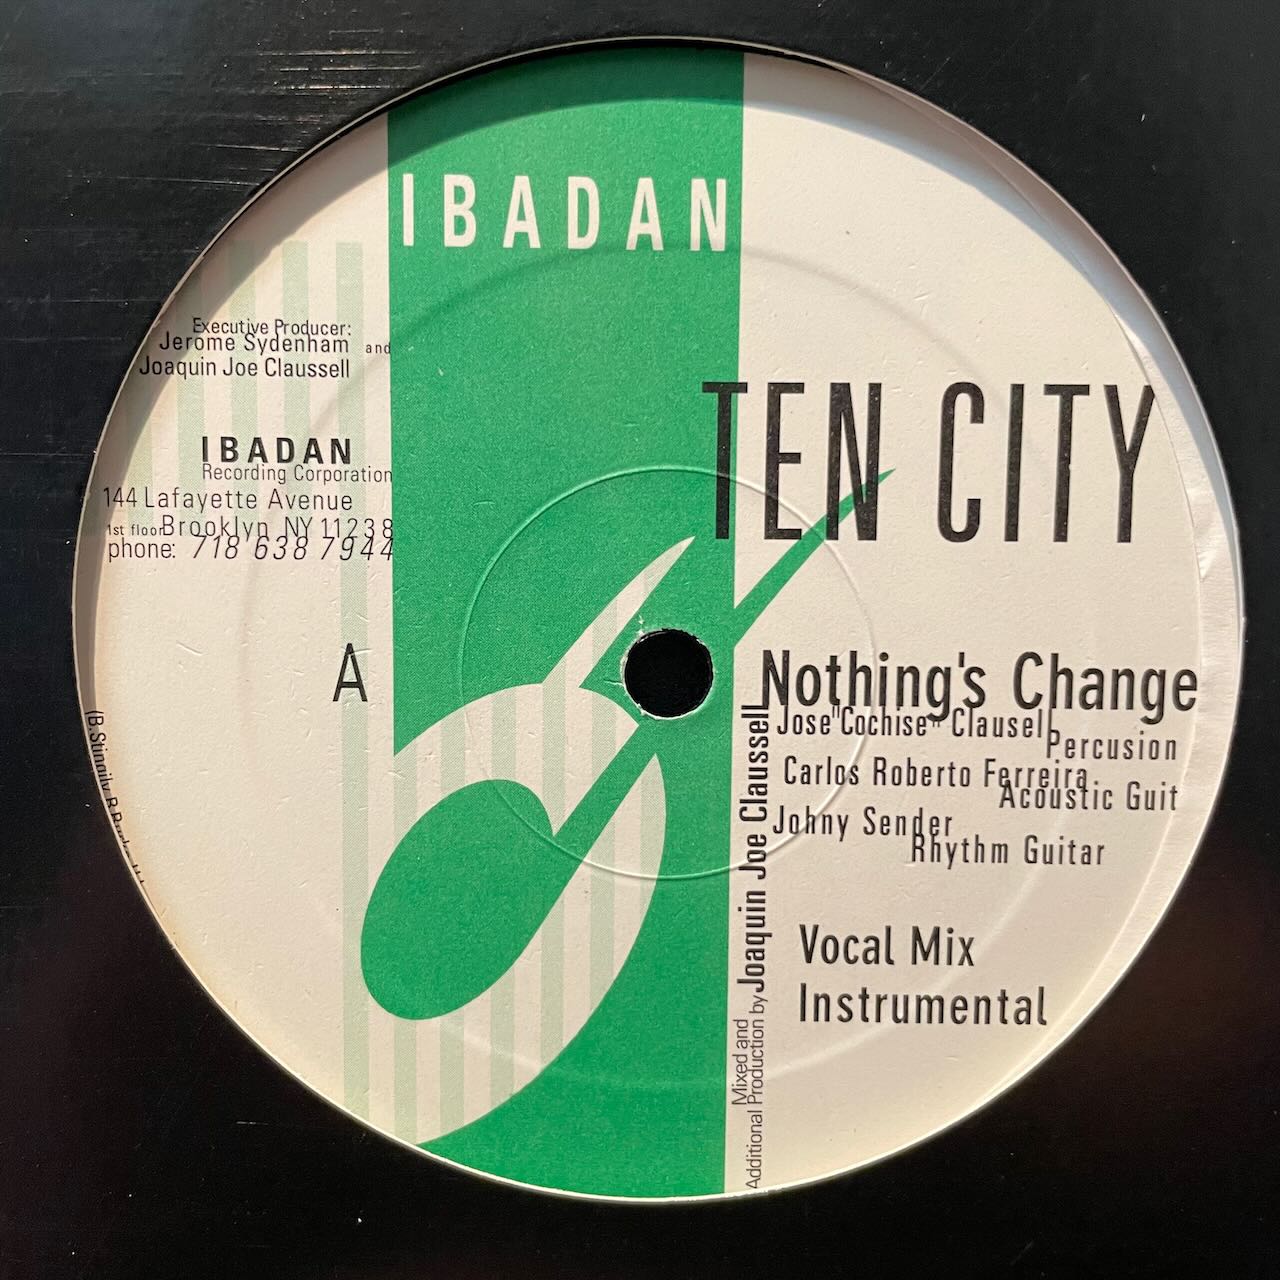 IBADAN
Executive Producer:
Jerome Sydenham and
Joaquin Joe Claussell
IBADAN
Recording Corporation
144 Lafayette Avenue
1st floor Brooklyn NY 11238
phone: 718 638 7944
A
TEN CITY
Nothing's Change
Jose "Cochise" Clausell
Percusion
Carlos Roberto Ferreira
Acoustic Guit
Johny Sender
Rhythm Guitar
Vocal Mix
Instrumental
Mixed and
Additional Production by Joaquin Joe Claussell
(B.Stingily